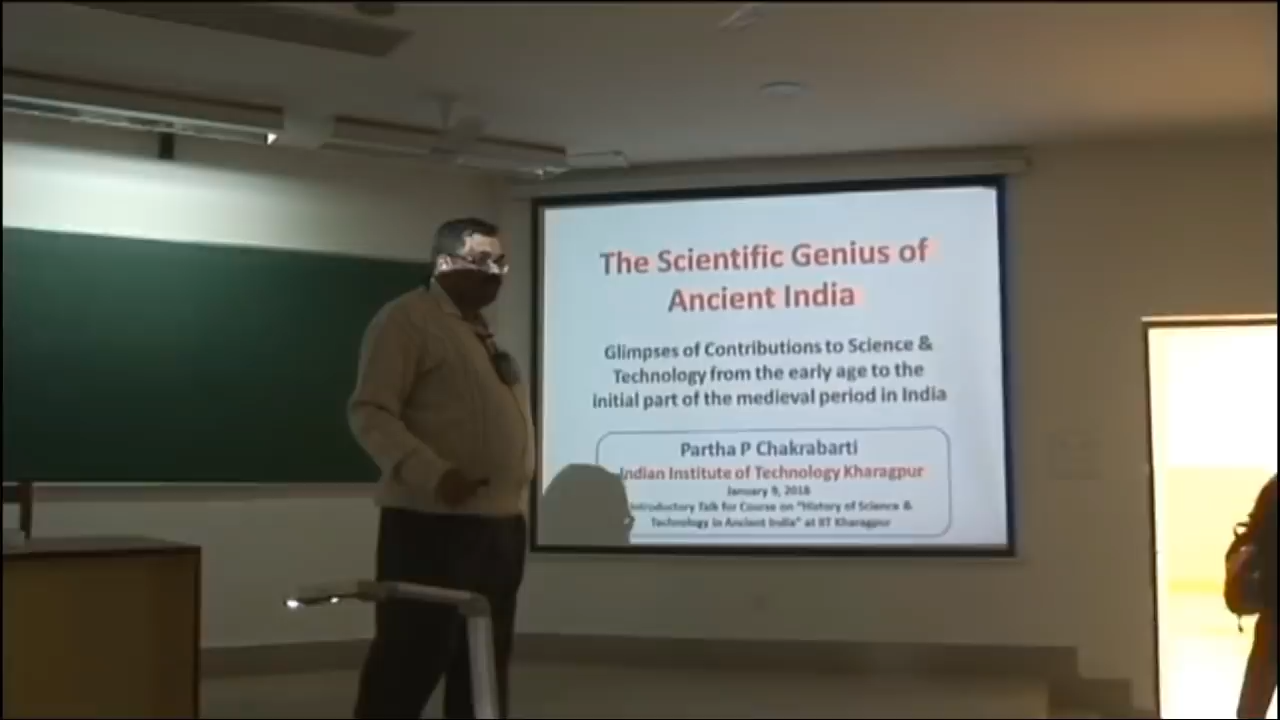 The Scientific Genius of
Ancient India
Glimpses of Contributions to Science &
Technology from the early age to the
initial part of the medieval period in India
Partha P Chakrabarti
Indian Institute of Technology Kharagpur
January 9, 2018
Introductory Talk for Course on "History of Science &
Technology in Ancient India" at IIT Kharagpur